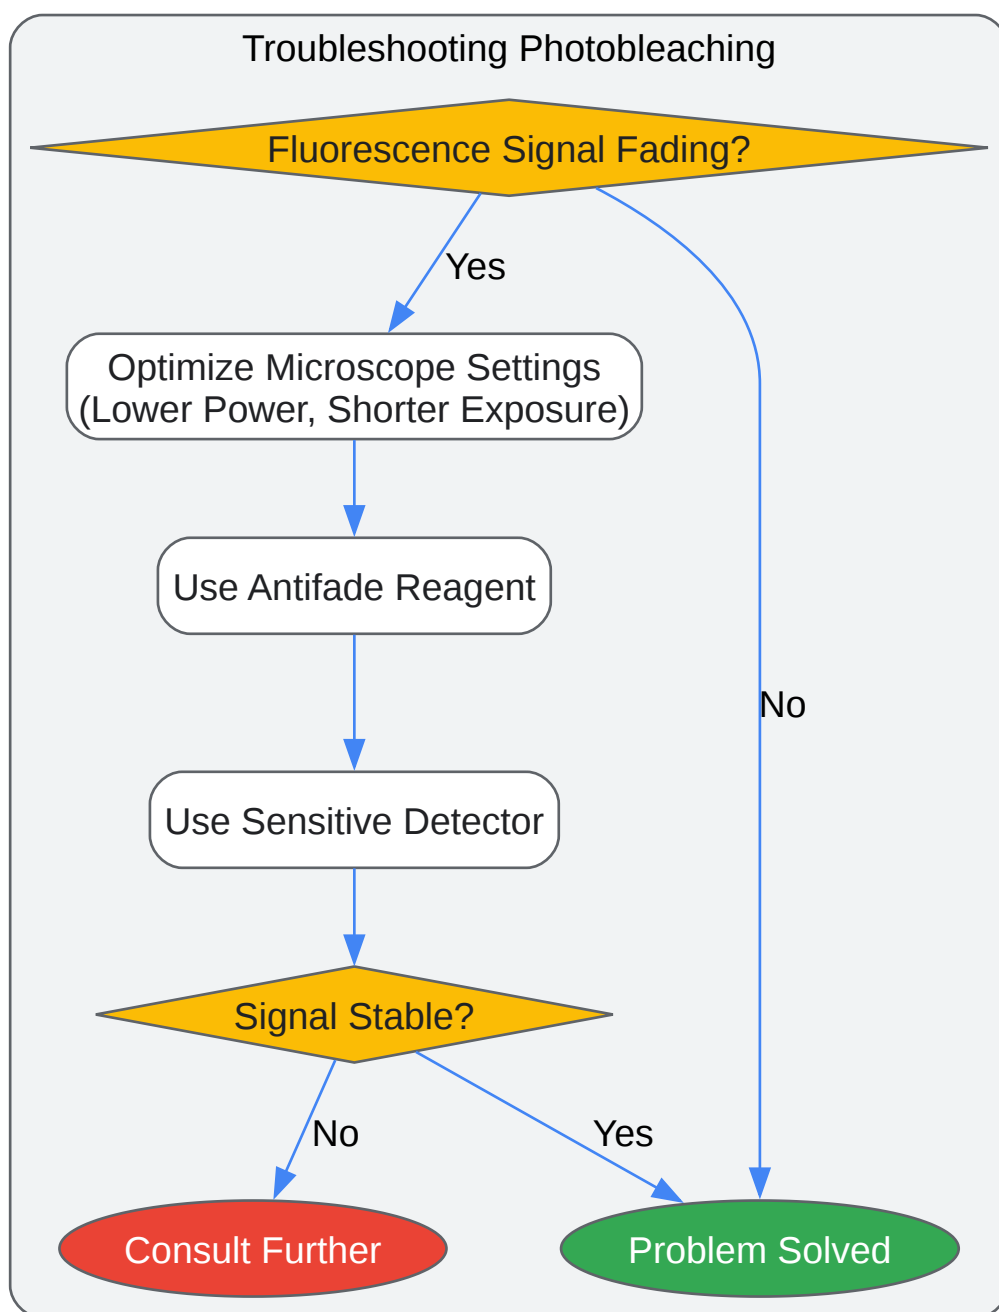 Troubleshooting Photobleaching
Fluorescence Signal Fading?
Yes
Optimize Microscope Settings
(Lower Power, Shorter Exposure)
Use Antifade Reagent
No
Use Sensitive Detector
Signal Stable?
No
Yes
Consult Further
Problem Solved